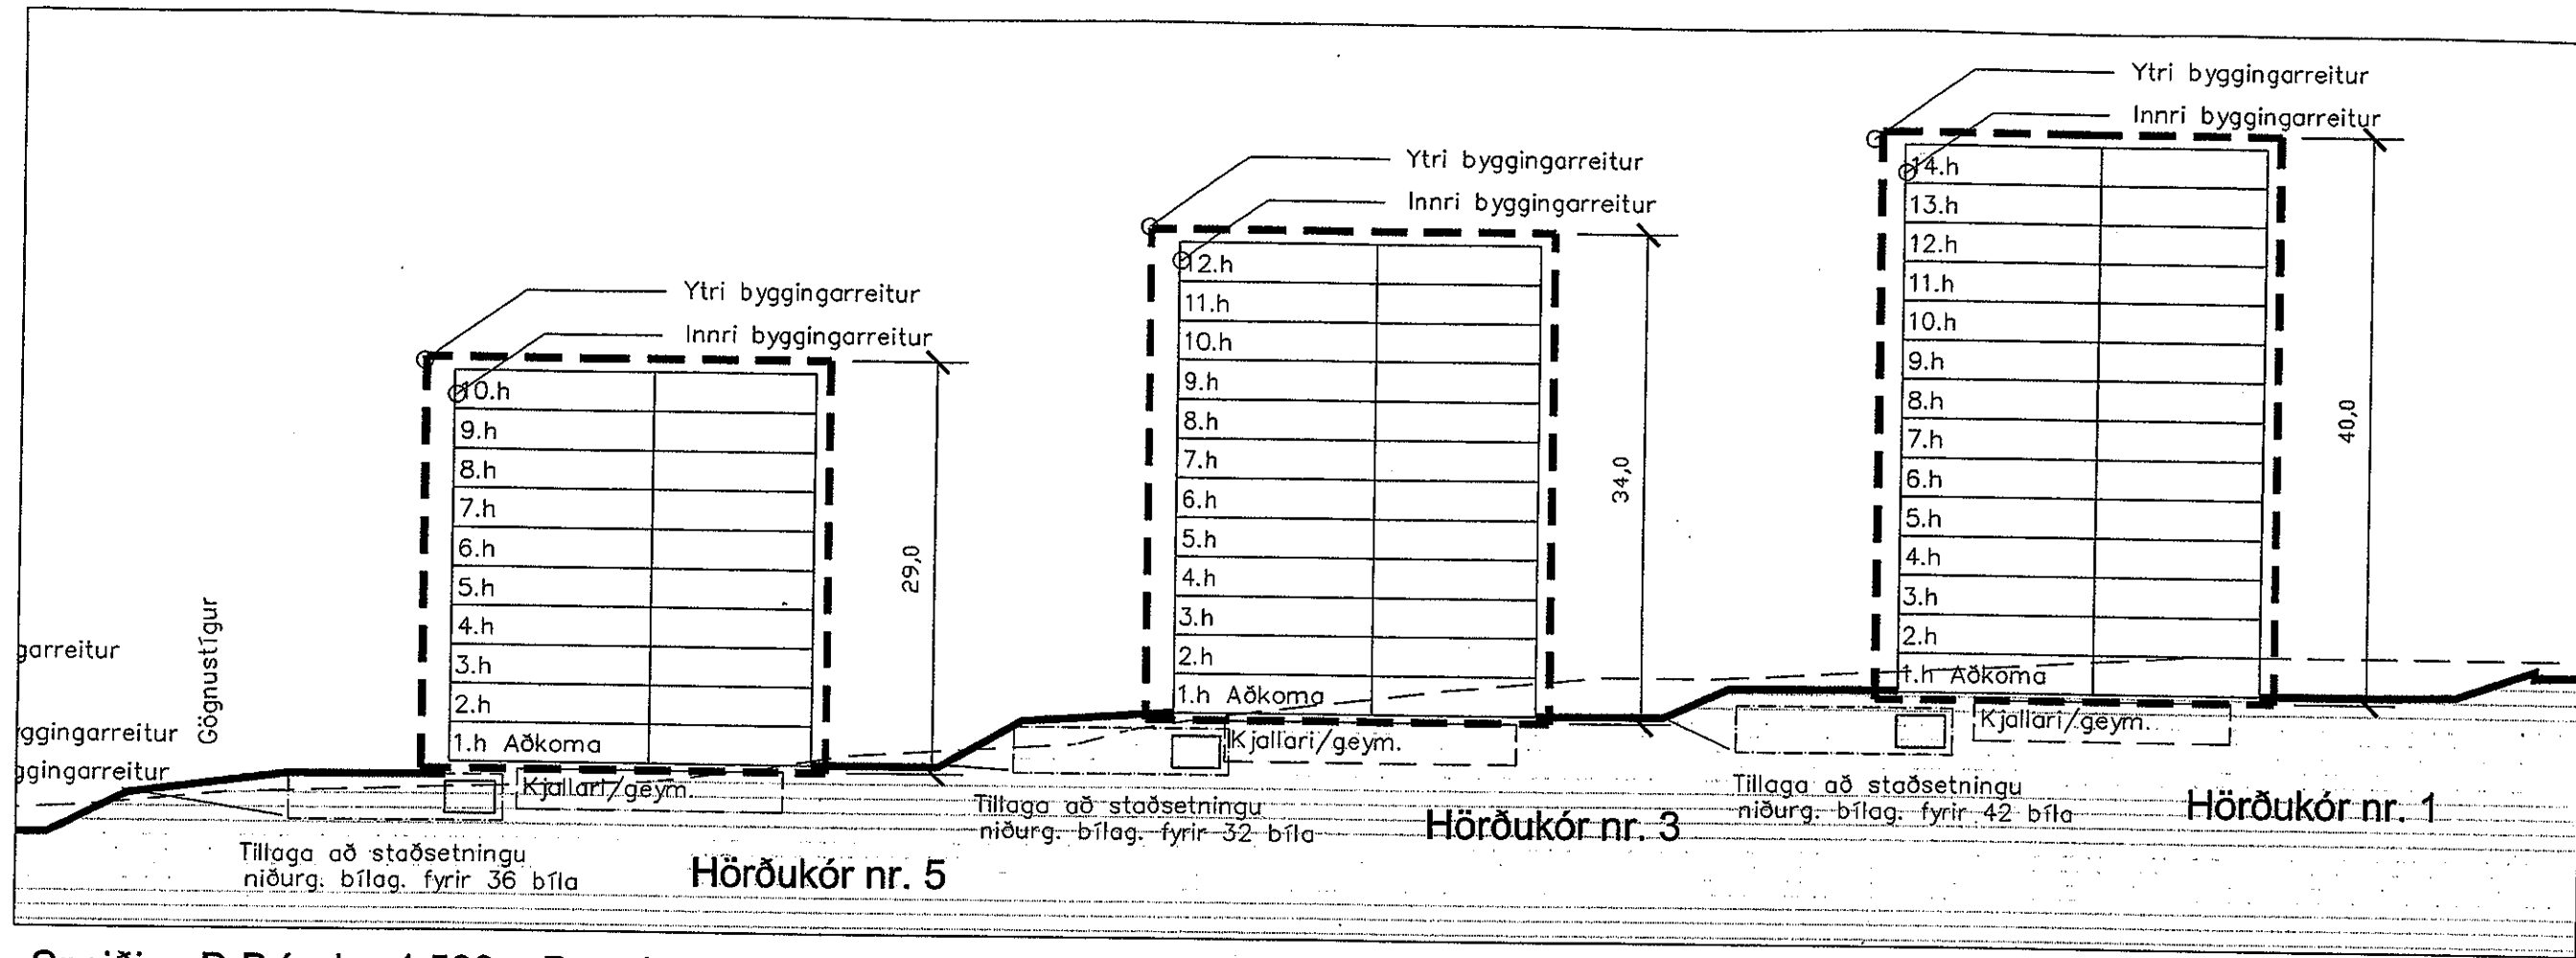 Ytri byggingarreitur
Innri byggingarreitur
10.h
9.h
8.h
7.h
6.h
5.h
4.h
3.h
2.h
1.h Aðkoma
29,0
Kjallari/geym.
garreitur
Gögnustígur
yggingarreitur
ggingarreitur
Tillaga að staðsetningu
niðurg. bílag. fyrir 36 bíla
Hörðukór nr. 5
Ytri byggingarreitur
Innri byggingarreitur
12.h
11.h
10.h
9.h
8.h
7.h
6.h
5.h
4.h
3.h
2.h
1.h Aðkoma
34,0
Kjallari/geym.
Tillaga að staðsetningu
niðurg. bílag. fyrir 32 bíla
Hörðukór nr. 3
Ytri byggingarreitur
Innri byggingarreitur
14.h
13.h
12.h
11.h
10.h
9.h
8.h
7.h
6.h
5.h
4.h
3.h
2.h
1.h Aðkoma
40,0
Kjallari/geym.
Tillaga að staðsetningu
niðurg. bílag. fyrir 42 bíla
Hörðukór nr. 1